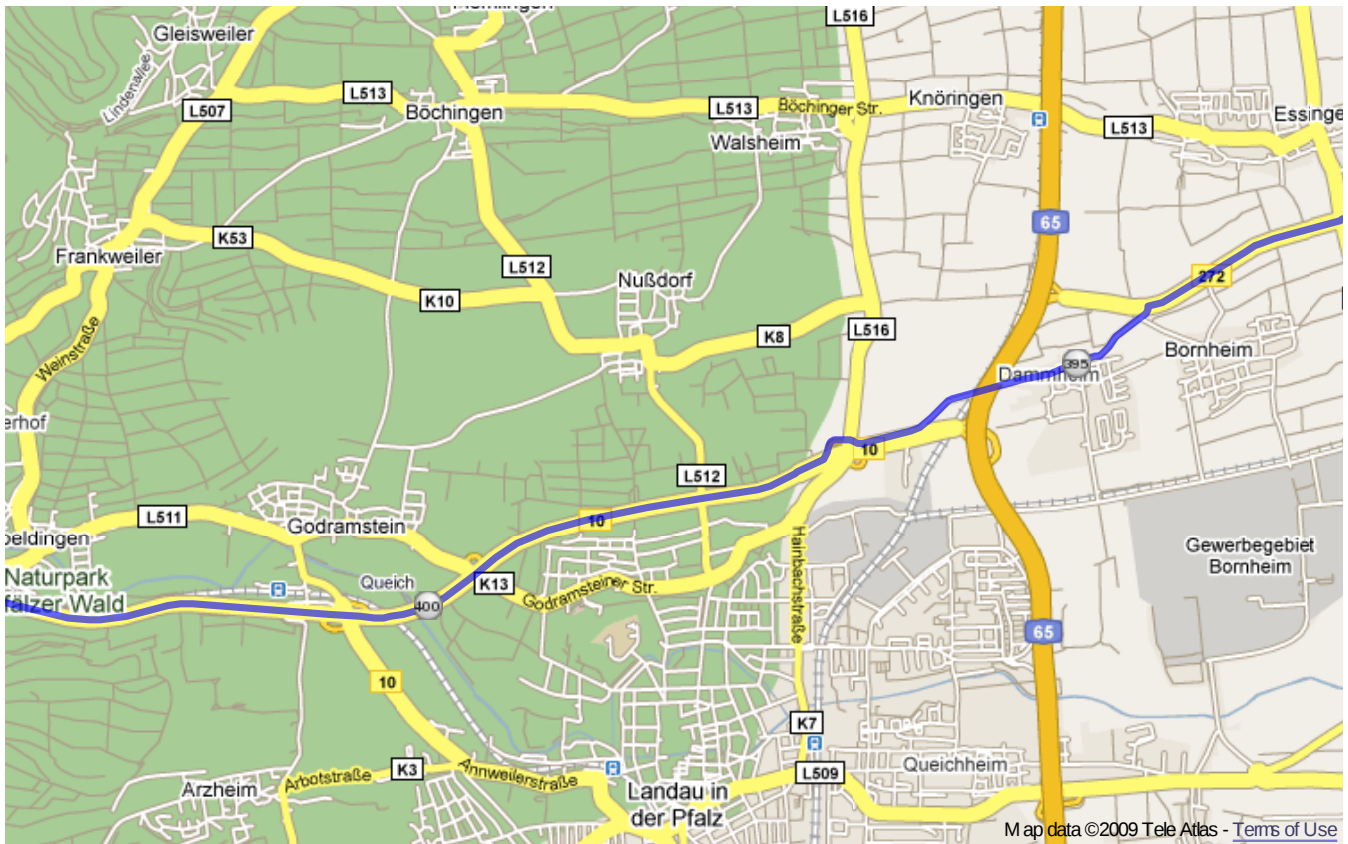 L516
Gleisweiler
Lindenallee
L513
L507
Böchingen
L513
Böchinger Str.
Knöringen
Walsheim
L513
Essinge
65
K53
Frankweiler
L512
Nußdorf
272
K10
K8
L516
Weinstraße
Bornheim
395
Dammheim
erhof
10
L512
L511
Godramstein
10
peldingen
Hainbachstraße
Gewerbegebiet
Bornheim
Naturpark
fälzer Wald
Queich
K13
Godramsteiner Str.
400
65
10
K7
K3
Arbotstraße
Annweilerstraße
L509
Queichheim
Arzheim
Landau in
der Pfalz
Map data ©2009 Tele Atlas - Terms of Use